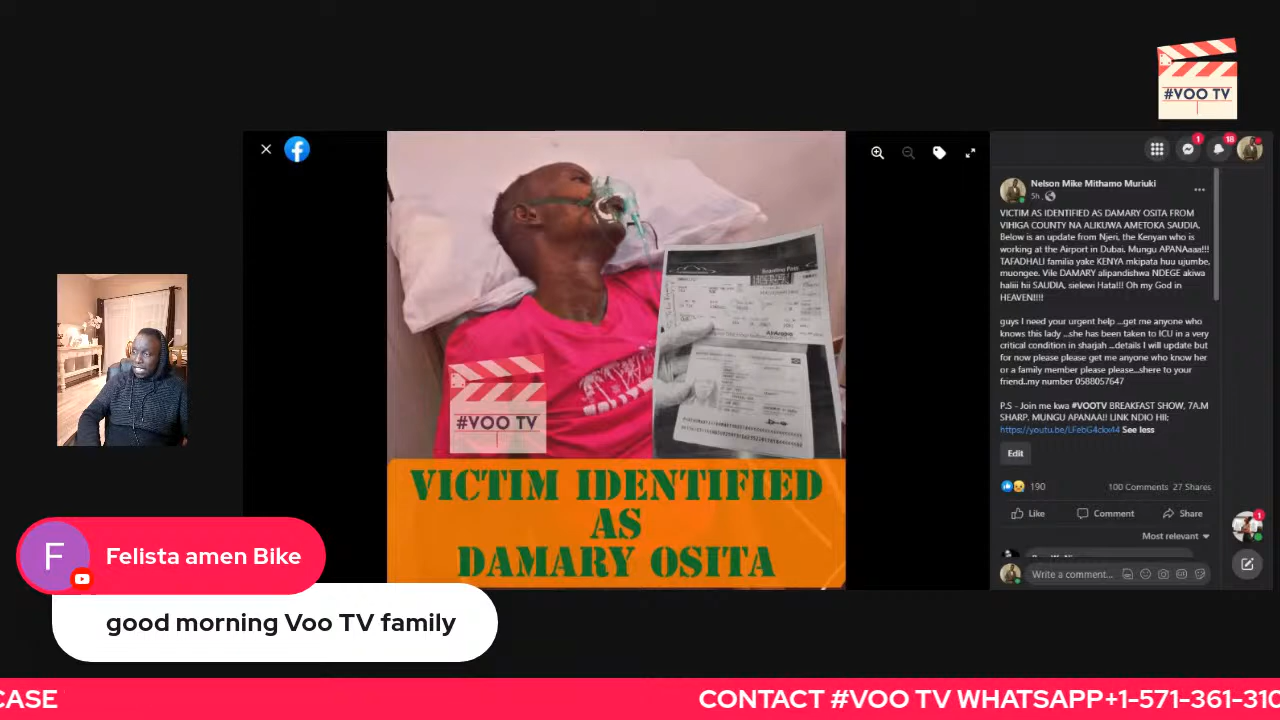 #VOO TV
Nelson Mike Mithamo Muriuki
5h
VICTIM AS IDENTIFIED AS DAMARY OSITA FROM
VIHIGA COUNTY NA ALIKUWA AMETOKA SAUDIA,
Below is an update from Njeri, the Kenyan who is
working at the Airport in Dubai. Mungu APANAaaa!!!
TAFADHALI familia yake KENYA mkipata huu ujumbe,
muongee. Vile DAMARY alipandishwa NDEGE akiwa
haliii hii SAUDIA, sielewi Hata!!! Oh my God in
HEAVEN!!!!
guys I need your urgent help ...get me anyone who
knows this lady ...she has been taken to ICU in a very
critical condition in sharjah ....details I will update but
for now please please get me anyone who know her
or a family member please please...shere to your
friend..my number 0588057647
P.S - Join me kwa #VOOTV BREAKFAST SHOW, 7A.M
SHARP. MUNGU APANAA!! LINK NDIO HII;
See less
Edit
190
100 Comments 27 Shares
Like Comment Share
Most relevant
Write a comment...
1
18
1
Boarding Pass
#VOO TV
VICTIM IDENTIFIED
AS
DAMARY OSITA
F
Felista amen Bike
good morning Voo TV family
CASE
CONTACT #VOO TV WHATSAPP+1-571-361-310